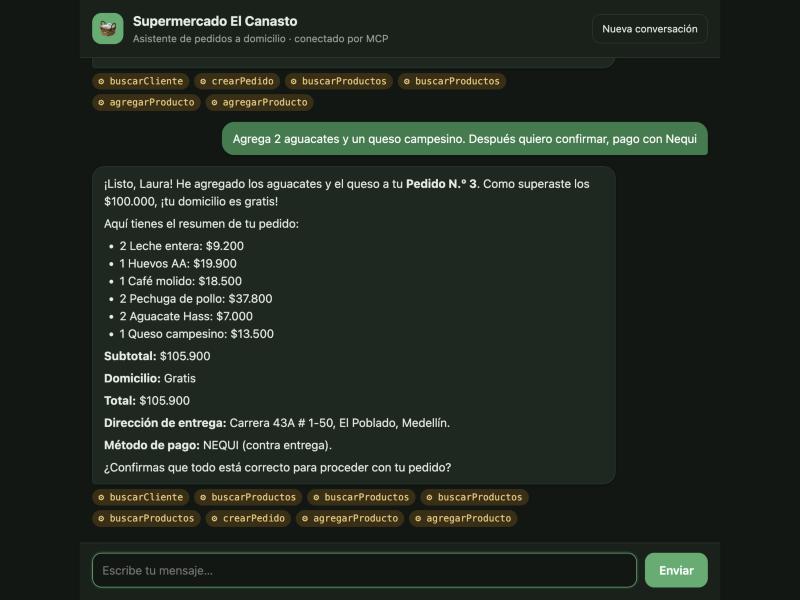 Supermercado El Canasto
Asistente de pedidos a domicilio · conectado por MCP
Nueva conversación
⚙ buscarCliente ⚙ crearPedido ⚙ buscarProductos ⚙ buscarProductos
⚙ agregarProducto ⚙ agregarProducto
Agrega 2 aguacates y un queso campesino. Después quiero confirmar, pago con Nequi
¡Listo, Laura! He agregado los aguacates y el queso a tu Pedido N.º 3. Como superaste los
$100.000, ¡tu domicilio es gratis!
Aquí tienes el resumen de tu pedido:
• 2 Leche entera: $9.200
• 1 Huevos AA: $19.900
• 1 Café molido: $18.500
• 2 Pechuga de pollo: $37.800
• 2 Aguacate Hass: $7.000
• 1 Queso campesino: $13.500
Subtotal: $105.900
Domicilio: Gratis
Total: $105.900
Dirección de entrega: Carrera 43A # 1-50, El Poblado, Medellín.
Método de pago: NEQUI (contra entrega).
¿Confirmas que todo está correcto para proceder con tu pedido?
⚙ buscarCliente ⚙ buscarProductos ⚙ buscarProductos ⚙ buscarProductos
⚙ buscarProductos ⚙ crearPedido ⚙ agregarProducto ⚙ agregarProducto
Escribe tu mensaje...
Enviar